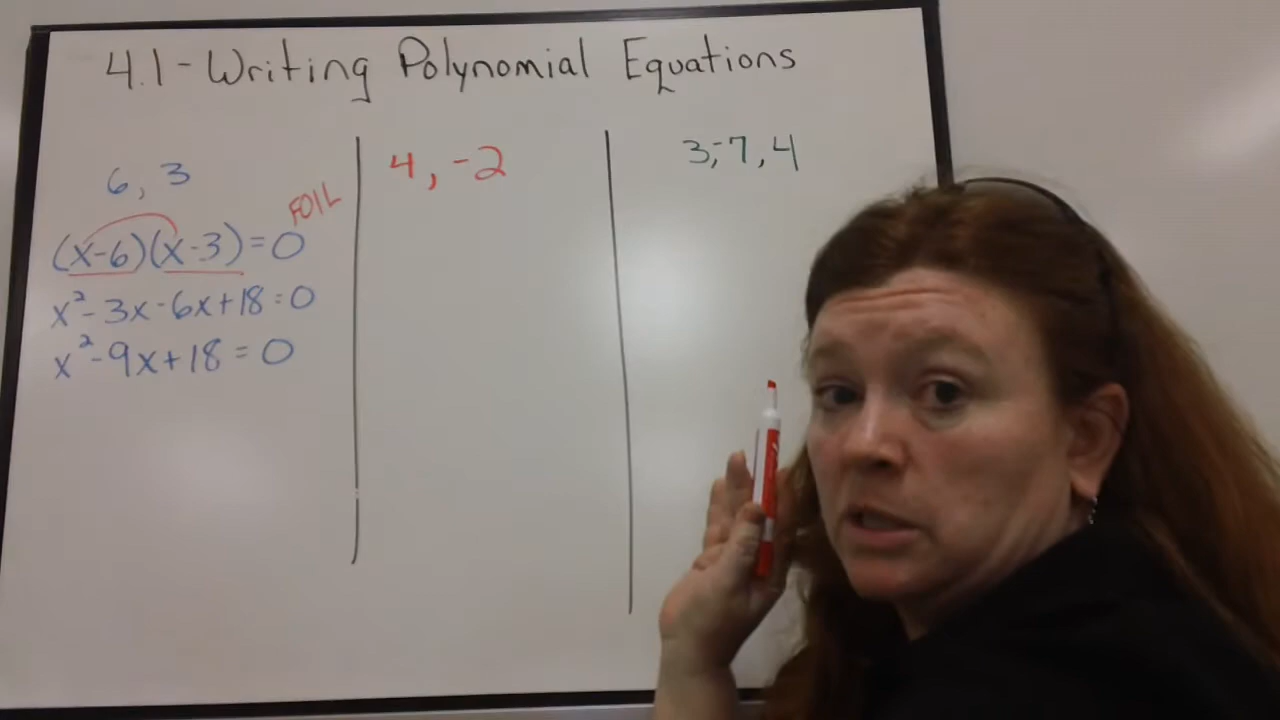 4.1 - Writing Polynomial Equations
6, 3
FOIL
(x-6)(x-3)=0
x²-3x-6x+18=0
x²-9x+18=0
4, -2
3,-7,4